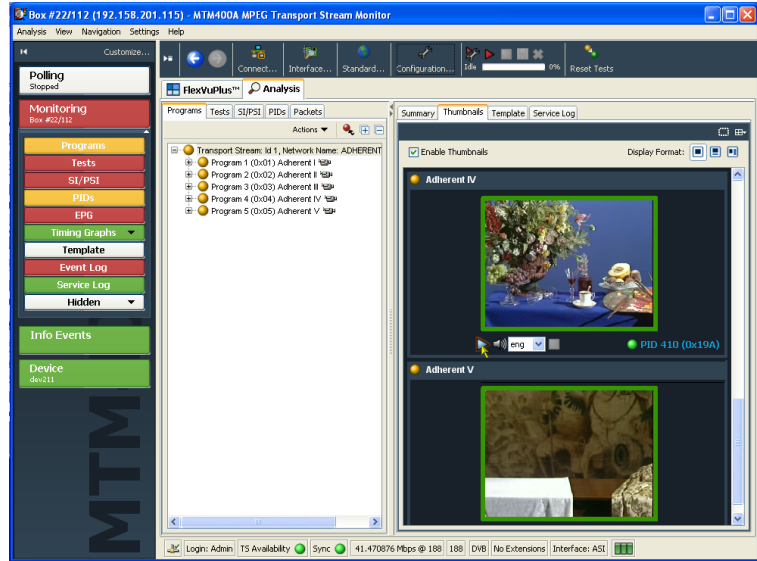 Box #22/112 (192.158.201.115) - MTM400A MPEG Transport Stream Monitor
Analysis View Navigation Settings Help
Customize...
Polling
Stopped
Monitoring
Box #22/112
Programs
Tests
SI/PSI
PIDs
EPG
Timing Graphs
Template
Event Log
Service Log
Hidden
Info Events
Device
dev211
MTM
Connect...
Interface...
Standard...
Configuration...
Idle
0%
Reset Tests
FlexVuPlus™
Analysis
Programs Tests SI/PSI PIDs Packets
Actions
Transport Stream: Id 1, Network Name: ADHERENT
Program 1 (0x01) Adherent I
Program 2 (0x02) Adherent II
Program 3 (0x03) Adherent III
Program 4 (0x04) Adherent IV
Program 5 (0x05) Adherent V
Summary Thumbnails Template Service Log
Enable Thumbnails
Display Format:
Adherent IV
eng
PID 410 (0x19A)
Adherent V
Login: Admin TS Availability Sync 41.470876 Mbps @ 188 188 DVB No Extensions Interface: ASI